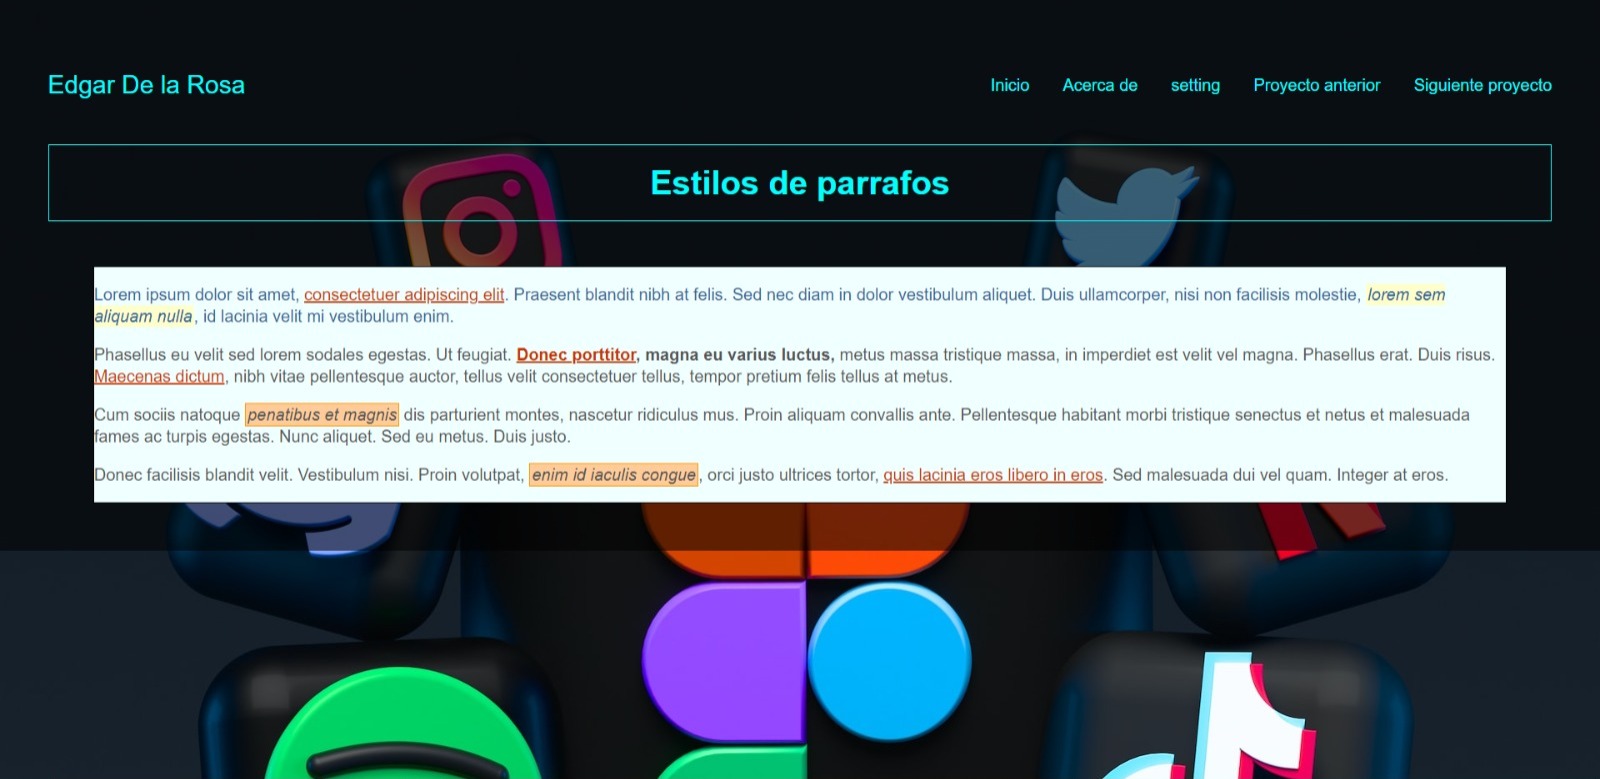 Edgar De la Rosa
Inicio Acerca de setting Proyecto anterior Siguiente proyecto
Estilos de parrafos
Lorem ipsum dolor sit amet, consectetuer adipiscing elit. Praesent blandit nibh at felis. Sed nec diam in dolor vestibulum aliquet. Duis ullamcorper, nisi non facilisis molestie, lorem sem
aliquam nulla, id lacinia velit mi vestibulum enim.
Phasellus eu velit sed lorem sodales egestas. Ut feugiat. Donec porttitor, magna eu varius luctus, metus massa tristique massa, in imperdiet est velit vel magna. Phasellus erat. Duis risus.
Maecenas dictum, nibh vitae pellentesque auctor, tellus velit consectetuer tellus, tempor pretium felis tellus at metus.
Cum sociis natoque penatibus et magnis dis parturient montes, nascetur ridiculus mus. Proin aliquam convallis ante. Pellentesque habitant morbi tristique senectus et netus et malesuada
fames ac turpis egestas. Nunc aliquet. Sed eu metus. Duis justo.
Donec facilisis blandit velit. Vestibulum nisi. Proin volutpat, enim id iaculis congue, orci justo ultrices tortor, quis lacinia eros libero in eros. Sed malesuada dui vel quam. Integer at eros.